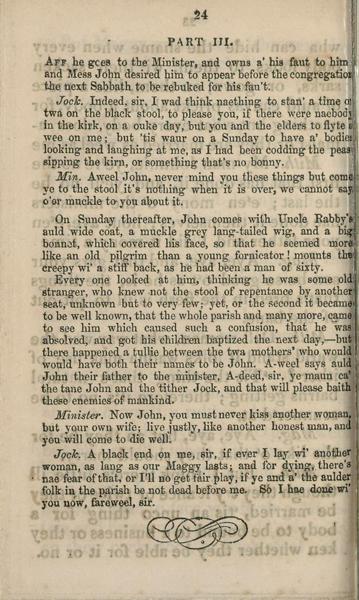 24
PART III.
AFF he goes to the Minister, and owns a' his faut to him
and Mess John desired him to appear before the congregation
the next Sabbath to be rebuked for his fau't.
Jock. Indeed, sir, I wad think naething to stan' a time or
twa on the black stool, to please you, if there were naebody
in the kirk, on a ouke day, but you and the elders to flyte a
wee on me; but 'tis waur on a Sunday to have a' bodies
looking and laughing at me, as I had been codding the peas
sipping the kirn, or something that's no bonny.
Min. Aweel John, never mind you these things but come
ye to the stool it's nothing when it is over, we cannot say
o'or muckle to you about it.
On Sunday thereafter, John comes with Uncle Rabby's
auld wide coat, a muckle grey lang-tailed wig, and a big
bonnet, which covered his face, so that he seemed more
like an old pilgrim than a young fornicator! mounts the
creepy wi' a stiff back, as he had been a man of sixty.
Every one looked at him, thinking he was some old
stranger, who knew not the stool of repentance by another
seat, unknown but to very few; yet, or the second it became
to be well known, that the whole parish and many more, came
to see him which caused such a confusion, that he was
absolved, and got his children baptized the next day,—but
there happened a tullie between the twa mothers' who would
would have both their names to be John. A-weel says auld
John their father to the minister, A-deed, sir, ye maun ca'
the tane John and the tither Jock, and that will please baith
these enemies of mankind.
Minister. Now John, you must never kiss another woman,
but your own wife; live justly, like another honest man, and
you will come to die well.
Jock. A black end on me, sir, if ever I lay wi' another
woman, as lang as our Maggy lasts; and for dying, there's
nae fear of that, or I'll no get fair play, if ye and a' the aulder
folk in the parish be not dead before me. So I hae done wi'
you now, fareweel, sir.